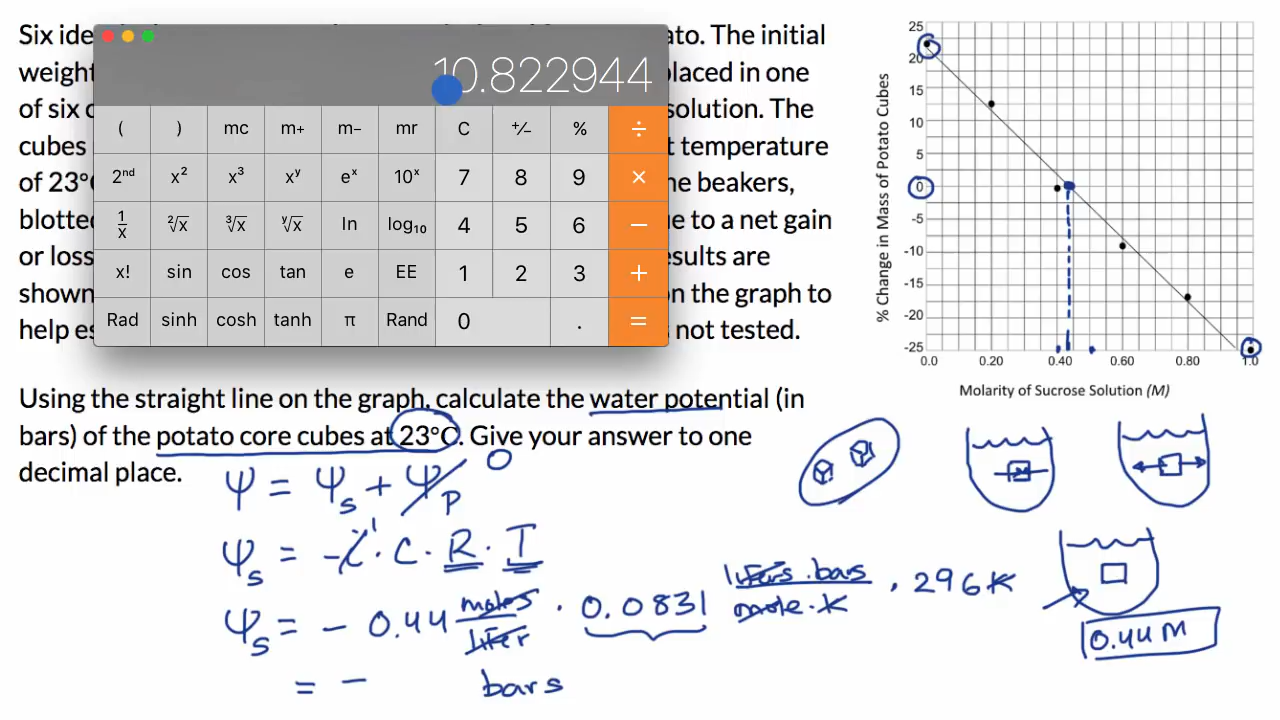 Six ide
ato. The initial
weight
placed in one
of six c
solution. The
cubes
t temperature
of 23°
ne beakers,
blotted
ue to a net gain
or loss
esults are
shown
on the graph to
help es
s not tested.
10.822944
( ) mc m+ m− mr C ⁺∕₋ % ÷
2ⁿᵈ x² x³ xʸ eˣ 10ˣ 7 8 9 ×
1/x ²√x ³√x ʸ√x ln log₁₀ 4 5 6 −
x! sin cos tan e EE 1 2 3 +
Rad sinh cosh tanh π Rand 0 . =
Using the straight line on the graph, calculate the water potential (in
bars) of the potato core cubes at 23°C. Give your answer to one
decimal place.
Ψ = Ψs + Ψp 0
Ψs = -i 1 · C · R · T
Ψs = - 0.44 moles/liter · 0.0831 liters · bars/mole · K · 296 K
= - bars
% Change in Mass of Potato Cubes
25
20
15
10
5
0
-5
-10
-15
-20
-25
0.0 0.20 0.40 0.60 0.80 1.0
Molarity of Sucrose Solution (M)
0.44 M